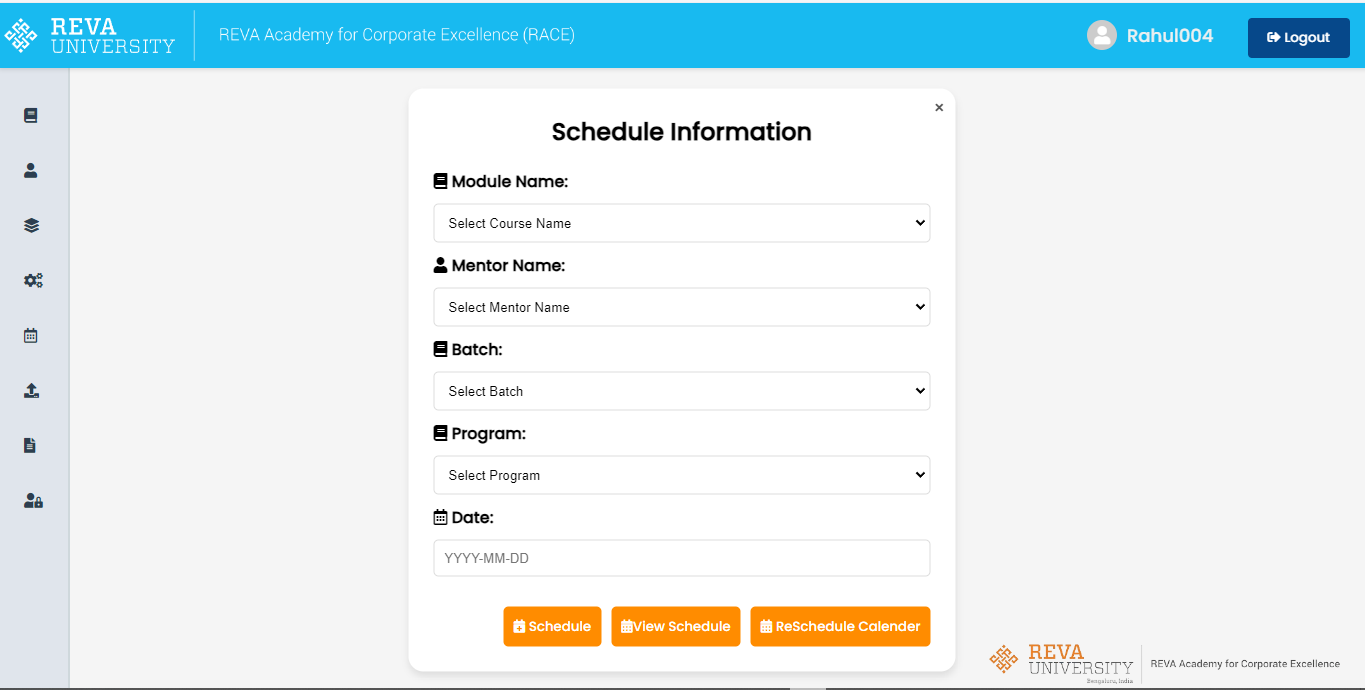 REVA
UNIVERSITY
REVA Academy for Corporate Excellence (RACE)
Rahul004
Logout
×
Schedule Information
Module Name:
Select Course Name
Mentor Name:
Select Mentor Name
Batch:
Select Batch
Program:
Select Program
Date:
YYYY-MM-DD
Schedule
View Schedule
ReSchedule Calender
REVA
UNIVERSITY
Bengaluru, India
REVA Academy for Corporate Excellence